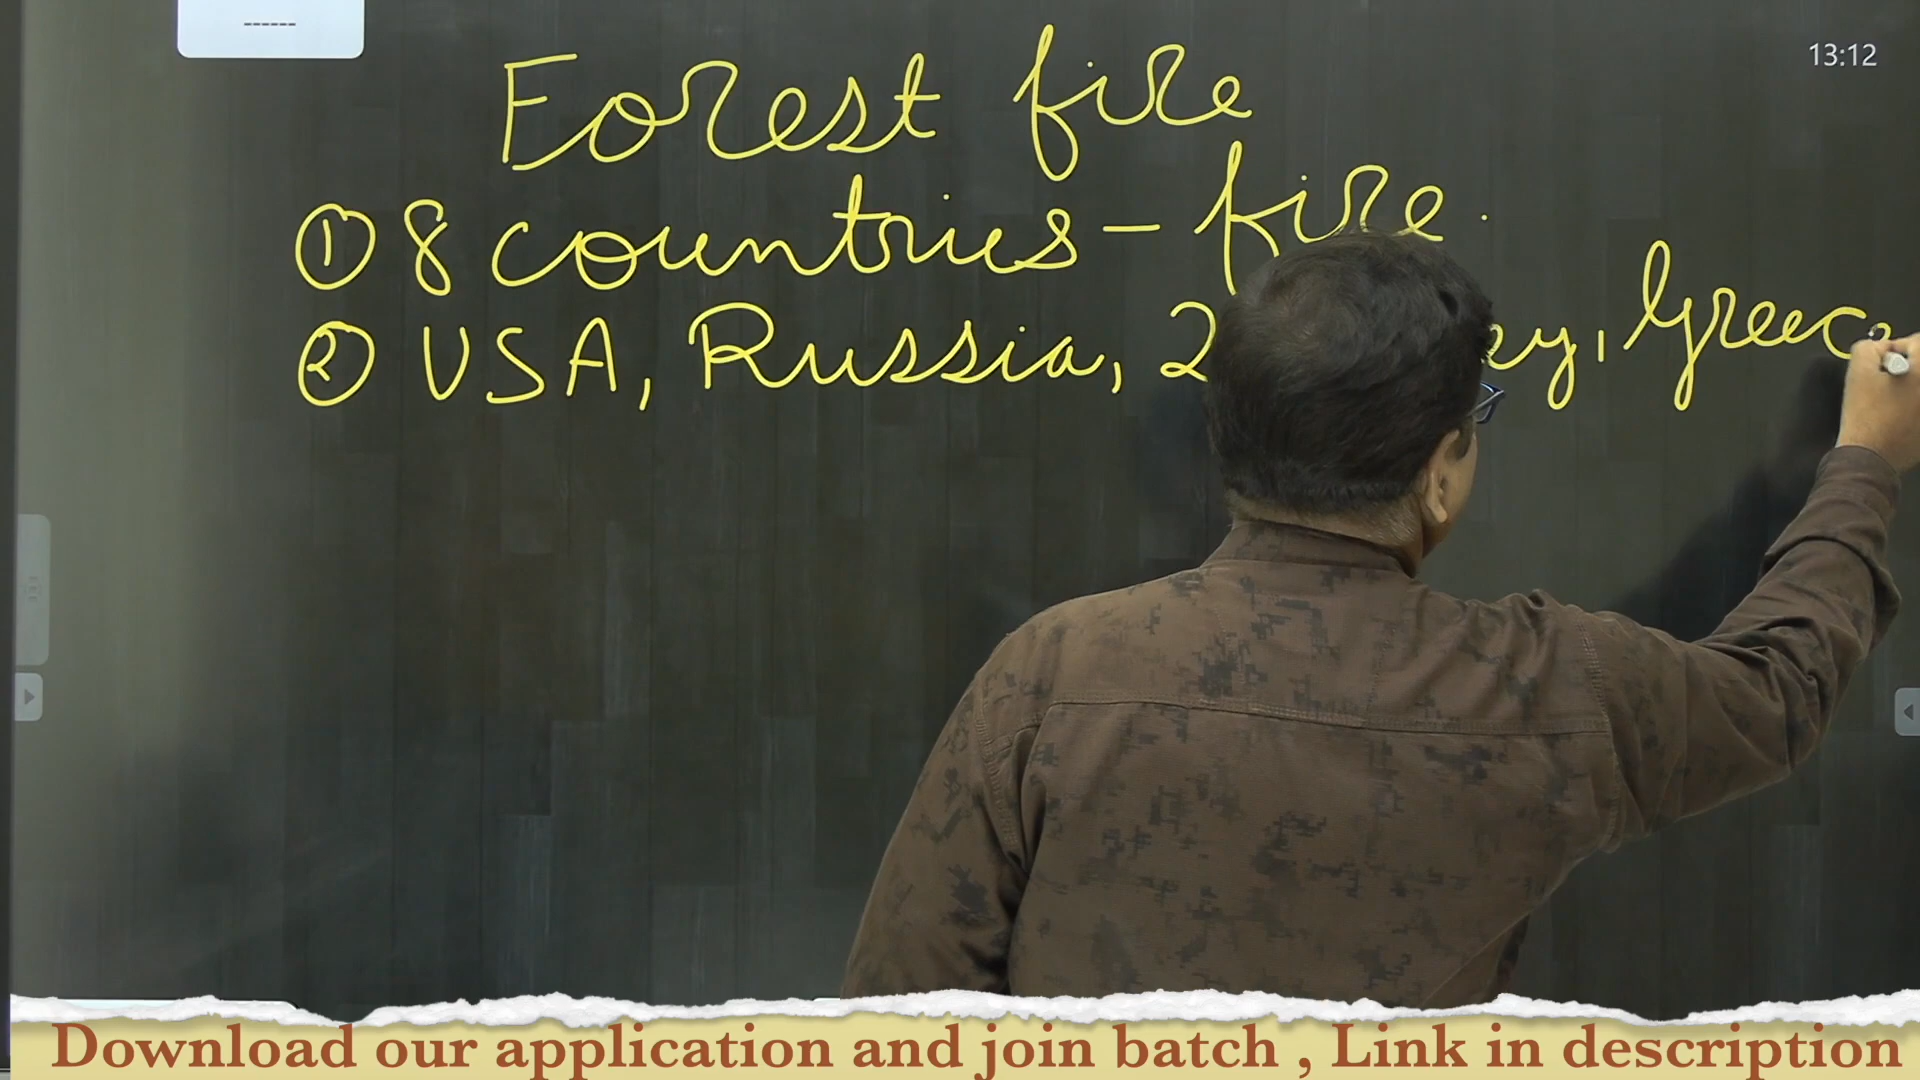 ------
13:12
Forest fire
① 8 countries - fire.
② USA, Russia, Greece
Download our application and join batch , Link in description